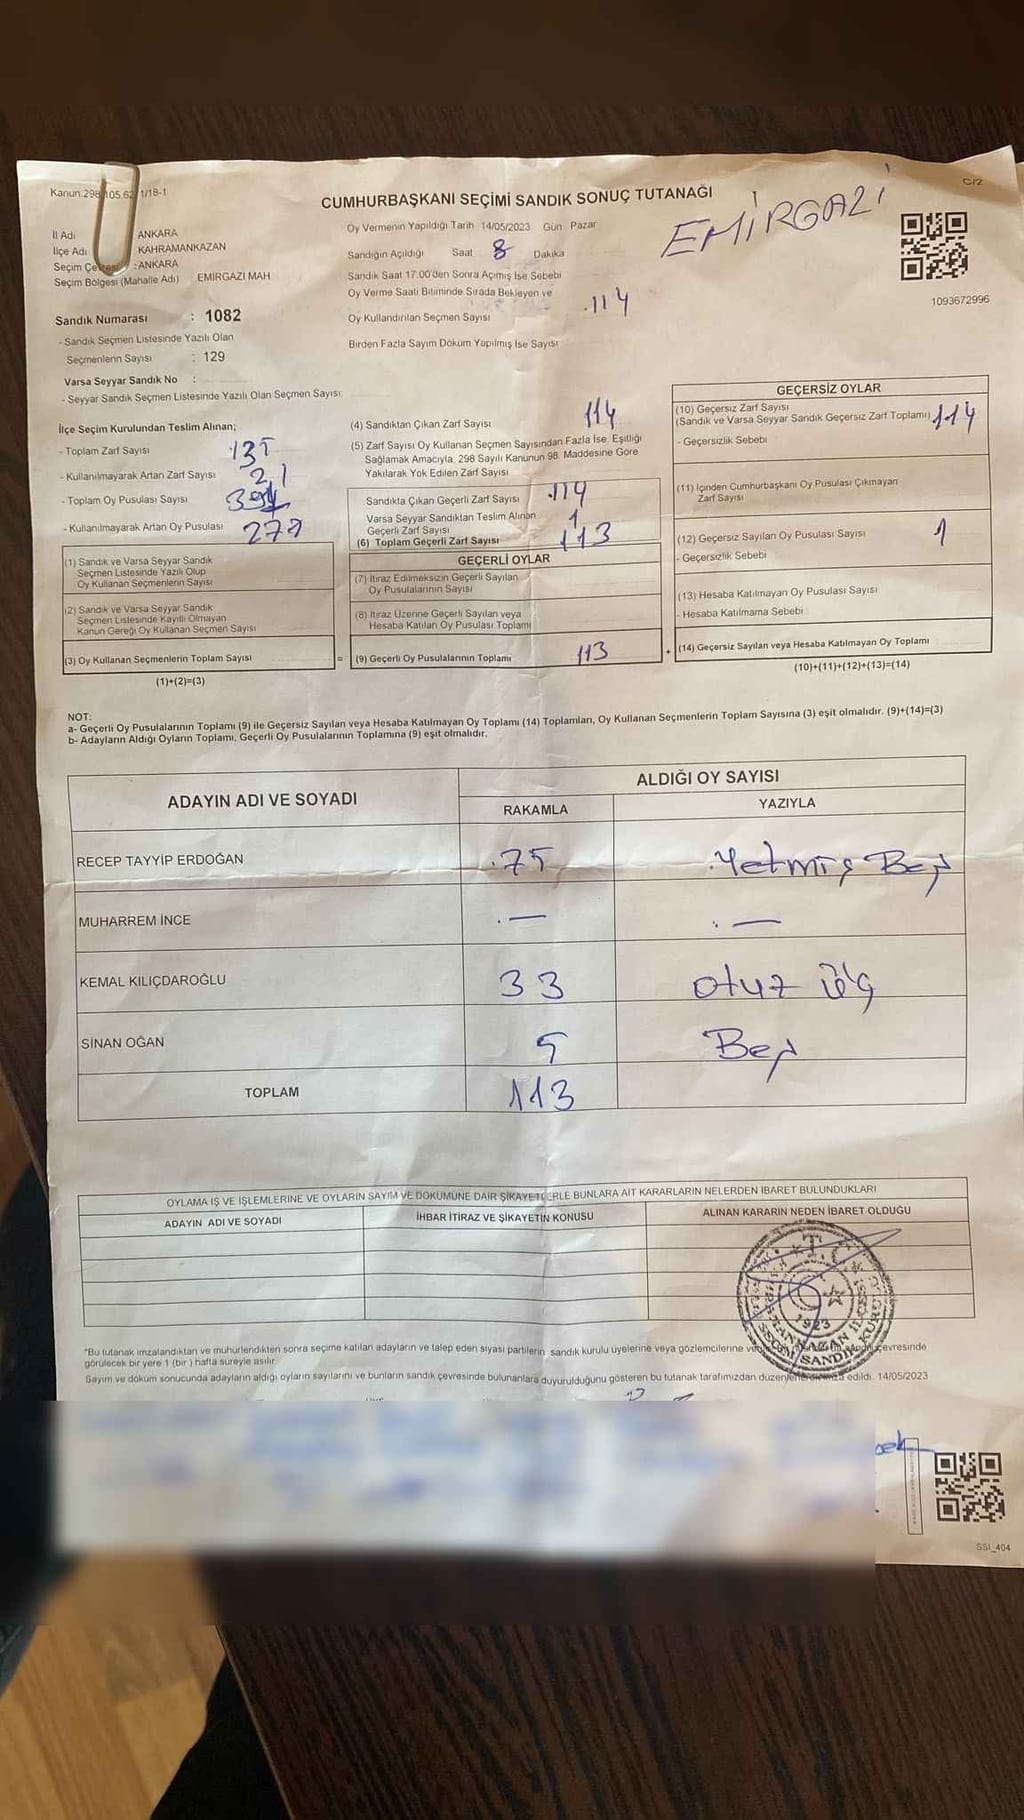 Kanun 298 105.62 1/18-1
C/2
CUMHURBAŞKANI SEÇİMİ SANDIK SONUÇ TUTANAĞI
EMİRGAZİ
İl Adı ANKARA
İlçe Adı KAHRAMANKAZAN
Seçim : ANKARA
Seçim Bölgesi (Mahalle Adı) EMİRGAZİ MAH
Sandık Numarası : 1082
- Sandık Seçmen Listesinde Yazılı Olan
Seçmenlerin Sayısı : 129
Varsa Seyyar Sandık No :
- Seyyar Sandık Seçmen Listesinde Yazılı Olan Seçmen Sayısı:
Oy Vermenin Yapıldığı Tarih 14/05/2023 Gün Pazar
Sandığın Açıldığı Saat 8 Dakika
Sandık Saat 17:00'den Sonra Açımış İse Sebebi
Oy Verme Saati Bitiminde Sırada Bekleyen ve
Oy Kullandırılan Seçmen Sayısı 114
Birden Fazla Sayım Döküm Yapılmış İse Sayısı
1093672996
İlçe Seçim Kurulundan Teslim Alınan;
- Toplam Zarf Sayısı 135
- Kullanılmayarak Artan Zarf Sayısı 21
- Toplam Oy Pusulası Sayısı
- Kullanılmayarak Artan Oy Pusulası
(1) Sandık ve Varsa Seyyar Sandık
Seçmen Listesinde Yazılı Olup
Oy Kullanan Seçmenlerin Sayısı
(2) Sandık ve Varsa Seyyar Sandık
Seçmen Listesinde Kayıtlı Olmayan
Kanun Gereği Oy Kullanan Seçmen Sayısı
(3) Oy Kullanan Seçmenlerin Toplam Sayısı
(1)+(2)=(3)
(4) Sandıktan Çıkan Zarf Sayısı 114
(5) Zarf Sayısı Oy Kullanan Seçmen Sayısından Fazla İse, Eşitliği
Sağlamak Amacıyla, 298 Sayılı Kanunun 98. Maddesine Göre
Yakılarak Yok Edilen Zarf Sayısı
Sandıkta Çıkan Geçerli Zarf Sayısı 114
Varsa Seyyar Sandıktan Teslim Alınan
Geçerli Zarf Sayısı 1
(6) Toplam Geçerli Zarf Sayısı 113
GEÇERLİ OYLAR
(7) İtiraz Edilmeksizin Geçerli Sayılan
Oy Pusulalarının Sayısı
(8) İtiraz Üzerine Geçerli Sayılan veya
Hesaba Katılan Oy Pusulası Toplamı
= (9) Geçerli Oy Pusulalarının Toplamı 113
GEÇERSİZ OYLAR
(10) Geçersiz Zarf Sayısı
(Sandık ve Varsa Seyyar Sandık Geçersiz Zarf Toplamı) 114
- Geçersizlik Sebebi
(11) İçinden Cumhurbaşkanı Oy Pusulası Çıkmayan
Zarf Sayısı
(12) Geçersiz Sayılan Oy Pusulası Sayısı 1
- Geçersizlik Sebebi
(13) Hesaba Katılmayan Oy Pusulası Sayısı
- Hesaba Katılmama Sebebi
+ (14) Geçersiz Sayılan veya Hesaba Katılmayan Oy Toplamı
(10)+(11)+(12)+(13)=(14)
NOT:
a- Geçerli Oy Pusulalarının Toplamı (9) ile Geçersiz Sayılan veya Hesaba Katılmayan Oy Toplamı (14) Toplamları, Oy Kullanan Seçmenlerin Toplam Sayısına (3) eşit olmalıdır. (9)+(14)=(3)
b- Adayların Aldığı Oyların Toplamı, Geçerli Oy Pusulalarının Toplamına (9) eşit olmalıdır.
ADAYIN ADI VE SOYADI ALDIĞI OY SAYISI
RAKAMLA YAZIYLA
RECEP TAYYİP ERDOĞAN 75 Yetmiş Beş
MUHARREM İNCE — —
KEMAL KILIÇDAROĞLU 33 otuz üç
SİNAN OĞAN 5 Beş
TOPLAM 113
OYLAMA İŞ VE İŞLEMLERİNE VE OYLARIN SAYIM VE DÖKÜMÜNE DAİR ŞİKAYETLERLE BUNLARA AİT KARARLARIN NELERDEN İBARET BULUNDUKLARI
ADAYIN ADI VE SOYADI İHBAR İTİRAZ VE ŞİKAYETİN KONUSU ALINAN KARARIN NEDEN İBARET OLDUĞU
T.C.
1923
*Bu tutanak imzalandıktan ve mühürlendikten sonra seçime katılan adayların ve talep eden siyasi partilerin sandık kurulu üyelerine veya gözlemcilerine çevresinde
görülecek bir yere 1 (bir ) hafta süreyle asılır.
Sayım ve döküm sonucunda adayların aldığı oyların sayılarını ve bunların sandık çevresinde bulunanlara duyurulduğunu gösteren bu tutanak tarafımızdan edildi. 14/05/2023
SSI_404